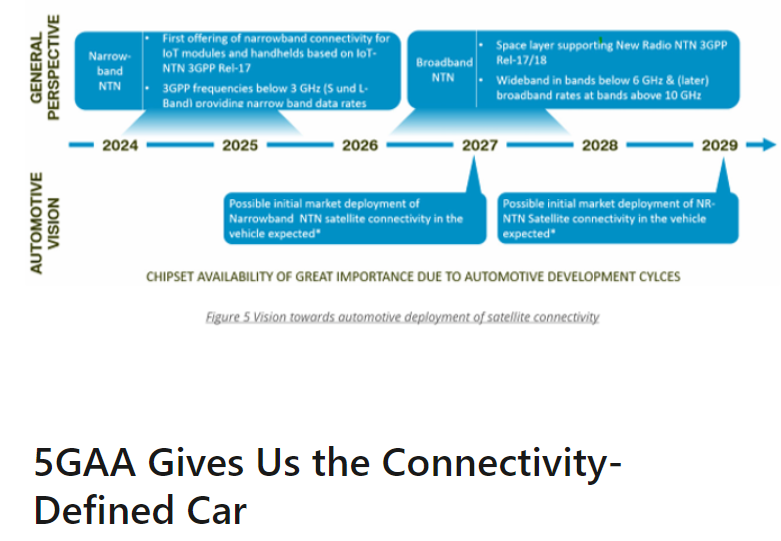 GENERAL
PERSPECTIVE
Narrow-
band
NTN
First offering of narrowband connectivity for
IoT modules and handhelds based on IoT-
NTN 3GPP Rel-17
3GPP frequencies below 3 GHz (S und L-
Band) providing narrow band data rates
Broadband
NTN
Space layer supporting New Radio NTN 3GPP
Rel-17/18
Wideband in bands below 6 GHz & (later)
broadband rates at bands above 10 GHz
2024 2025 2026 2027 2028 2029
AUTOMOTIVE
VISION
Possible initial market deployment of
Narrowband NTN satellite connectivity in the
vehicle expected*
Possible initial market deployment of NR-
NTN Satellite connectivity in the vehicle
expected*
CHIPSET AVAILABILITY OF GREAT IMPORTANCE DUE TO AUTOMOTIVE DEVELOPMENT CYLCES
Figure 5 Vision towards automotive deployment of satellite connectivity
5GAA Gives Us the Connectivity-
Defined Car